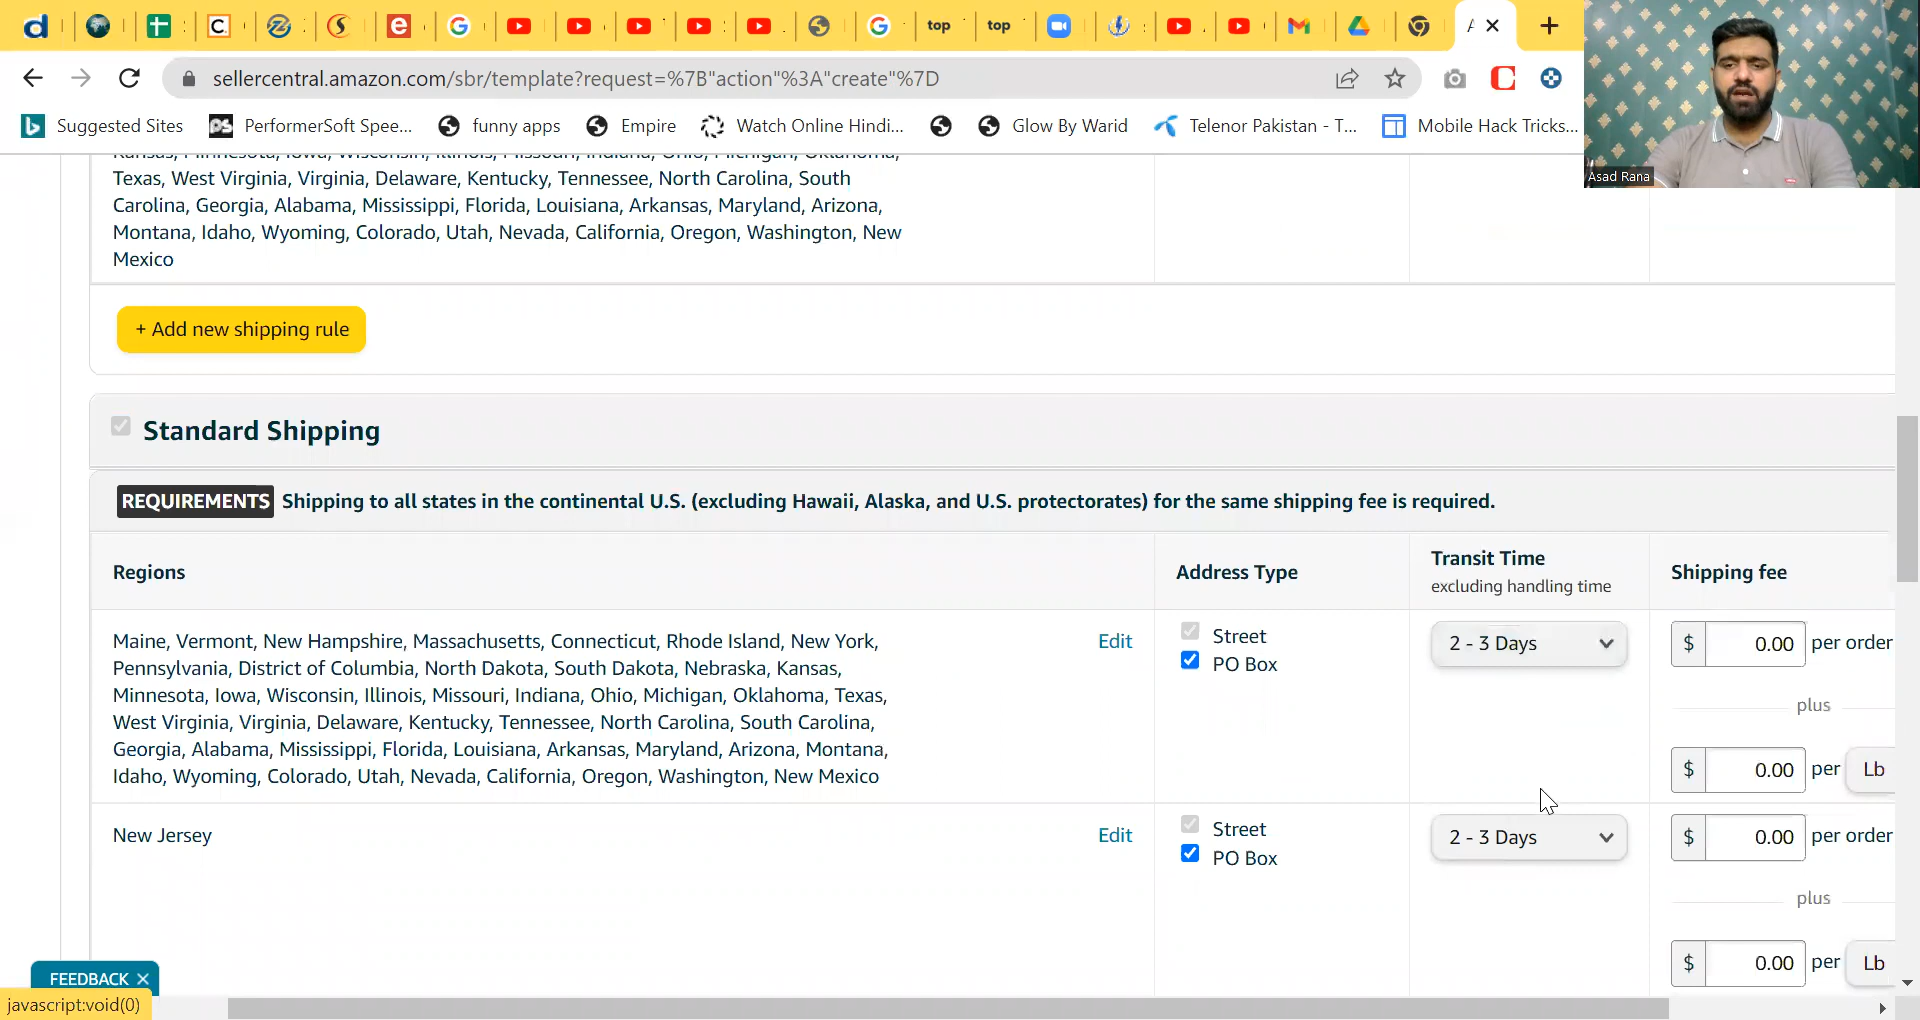 top
top
sellercentral.amazon.com/sbr/template?request=%7B"action"%3A"create"%7D
Suggested Sites
PerformerSoft Spee...
funny apps
Empire
Watch Online Hindi...
Glow By Warid
Telenor Pakistan - T...
Mobile Hack Tricks...
Asad Rana
Kansas, Minnesota, Iowa, Wisconsin, Illinois, Missouri, Indiana, Ohio, Michigan, Oklahoma,
Texas, West Virginia, Virginia, Delaware, Kentucky, Tennessee, North Carolina, South
Carolina, Georgia, Alabama, Mississippi, Florida, Louisiana, Arkansas, Maryland, Arizona,
Montana, Idaho, Wyoming, Colorado, Utah, Nevada, California, Oregon, Washington, New
Mexico
+ Add new shipping rule
Standard Shipping
REQUIREMENTS Shipping to all states in the continental U.S. (excluding Hawaii, Alaska, and U.S. protectorates) for the same shipping fee is required.
Regions
Address Type
Transit Time
excluding handling time
Shipping fee
Maine, Vermont, New Hampshire, Massachusetts, Connecticut, Rhode Island, New York,
Pennsylvania, District of Columbia, North Dakota, South Dakota, Nebraska, Kansas,
Minnesota, Iowa, Wisconsin, Illinois, Missouri, Indiana, Ohio, Michigan, Oklahoma, Texas,
West Virginia, Virginia, Delaware, Kentucky, Tennessee, North Carolina, South Carolina,
Georgia, Alabama, Mississippi, Florida, Louisiana, Arkansas, Maryland, Arizona, Montana,
Idaho, Wyoming, Colorado, Utah, Nevada, California, Oregon, Washington, New Mexico
Edit
Street
PO Box
2 - 3 Days
$ 0.00 per order
plus
$ 0.00 per Lb
New Jersey
Edit
Street
PO Box
2 - 3 Days
$ 0.00 per order
plus
$ 0.00 per Lb
FEEDBACK
javascript:void(0)